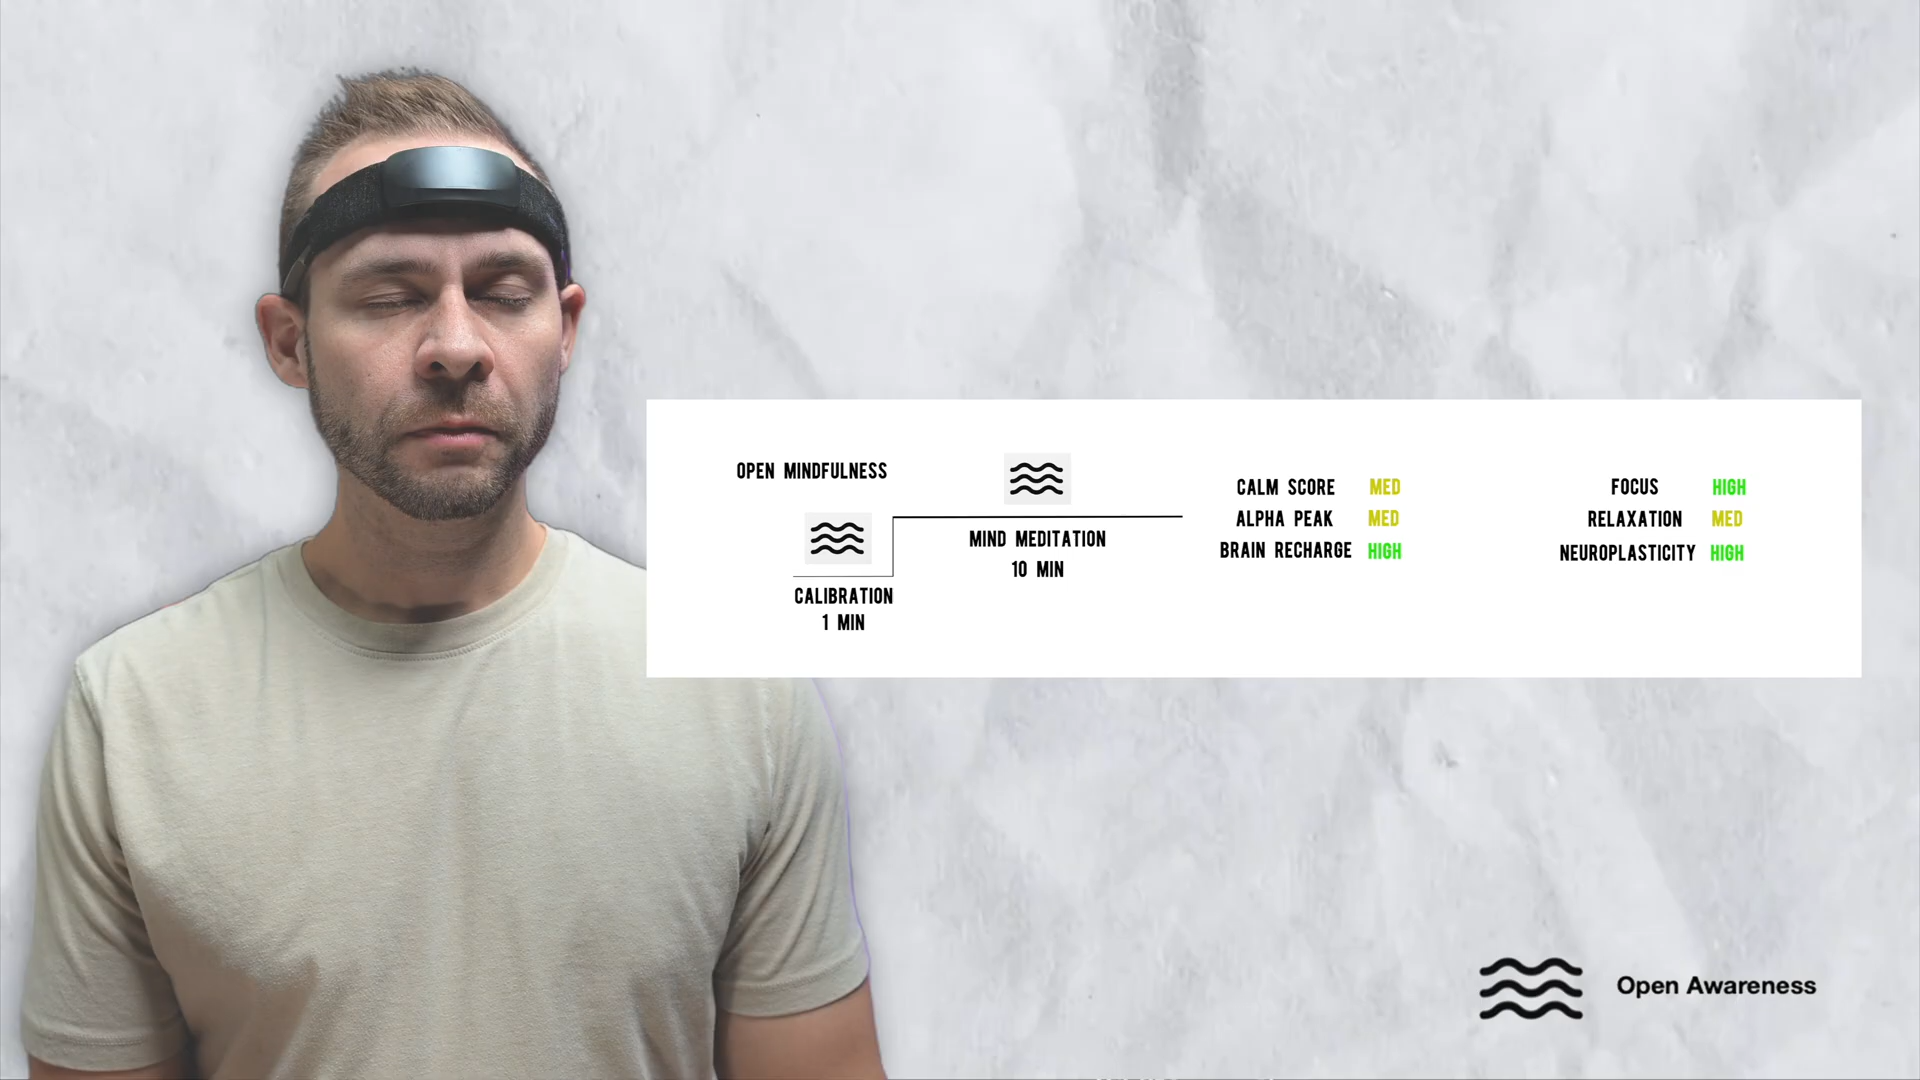 OPEN MINDFULNESS
CALIBRATION
1 MIN
MIND MEDITATION
10 MIN
CALM SCORE MED
ALPHA PEAK MED
BRAIN RECHARGE HIGH
FOCUS HIGH
RELAXATION MED
NEUROPLASTICITY HIGH
Open Awareness